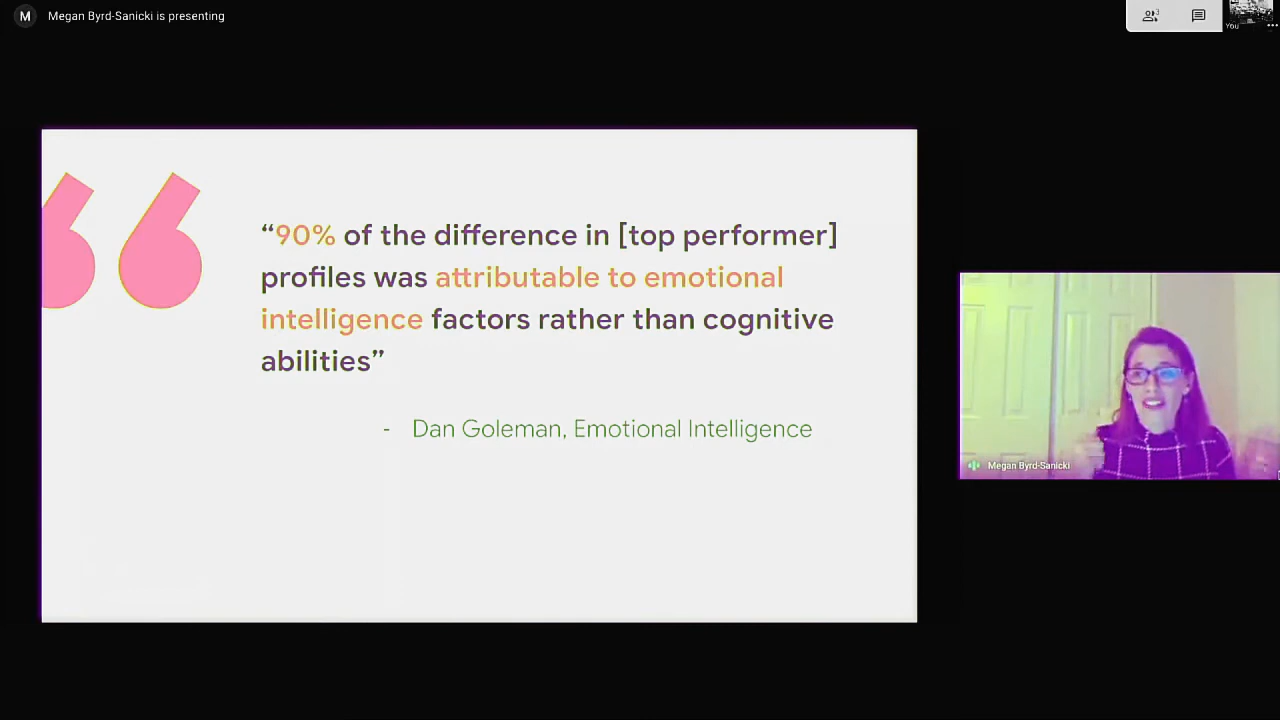 M Megan Byrd-Sanicki is presenting
You
“90% of the difference in [top performer]
profiles was attributable to emotional
intelligence factors rather than cognitive
abilities”
- Dan Goleman, Emotional Intelligence
Megan Byrd-Sanicki